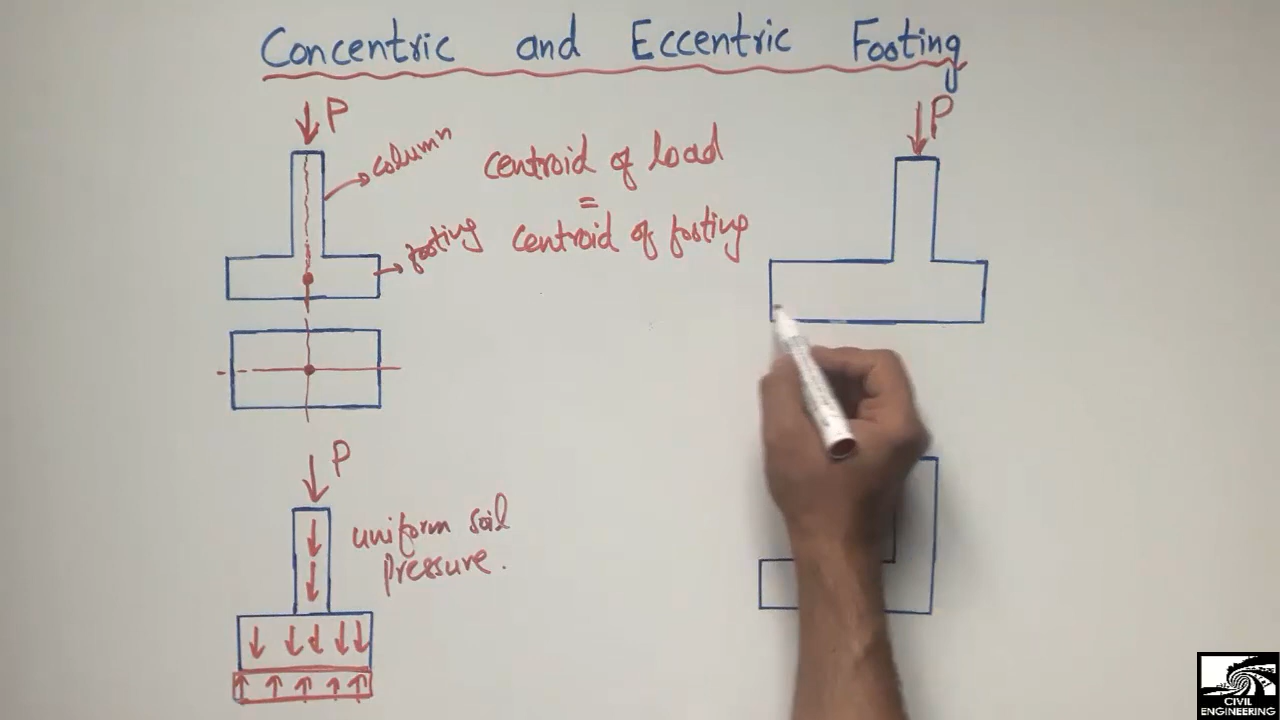 Concentric and Eccentric Footing
P
column
centroid of load
=
centroid of footing
footing
P
uniform soil
pressure.
P
CIVIL
ENGINEERING